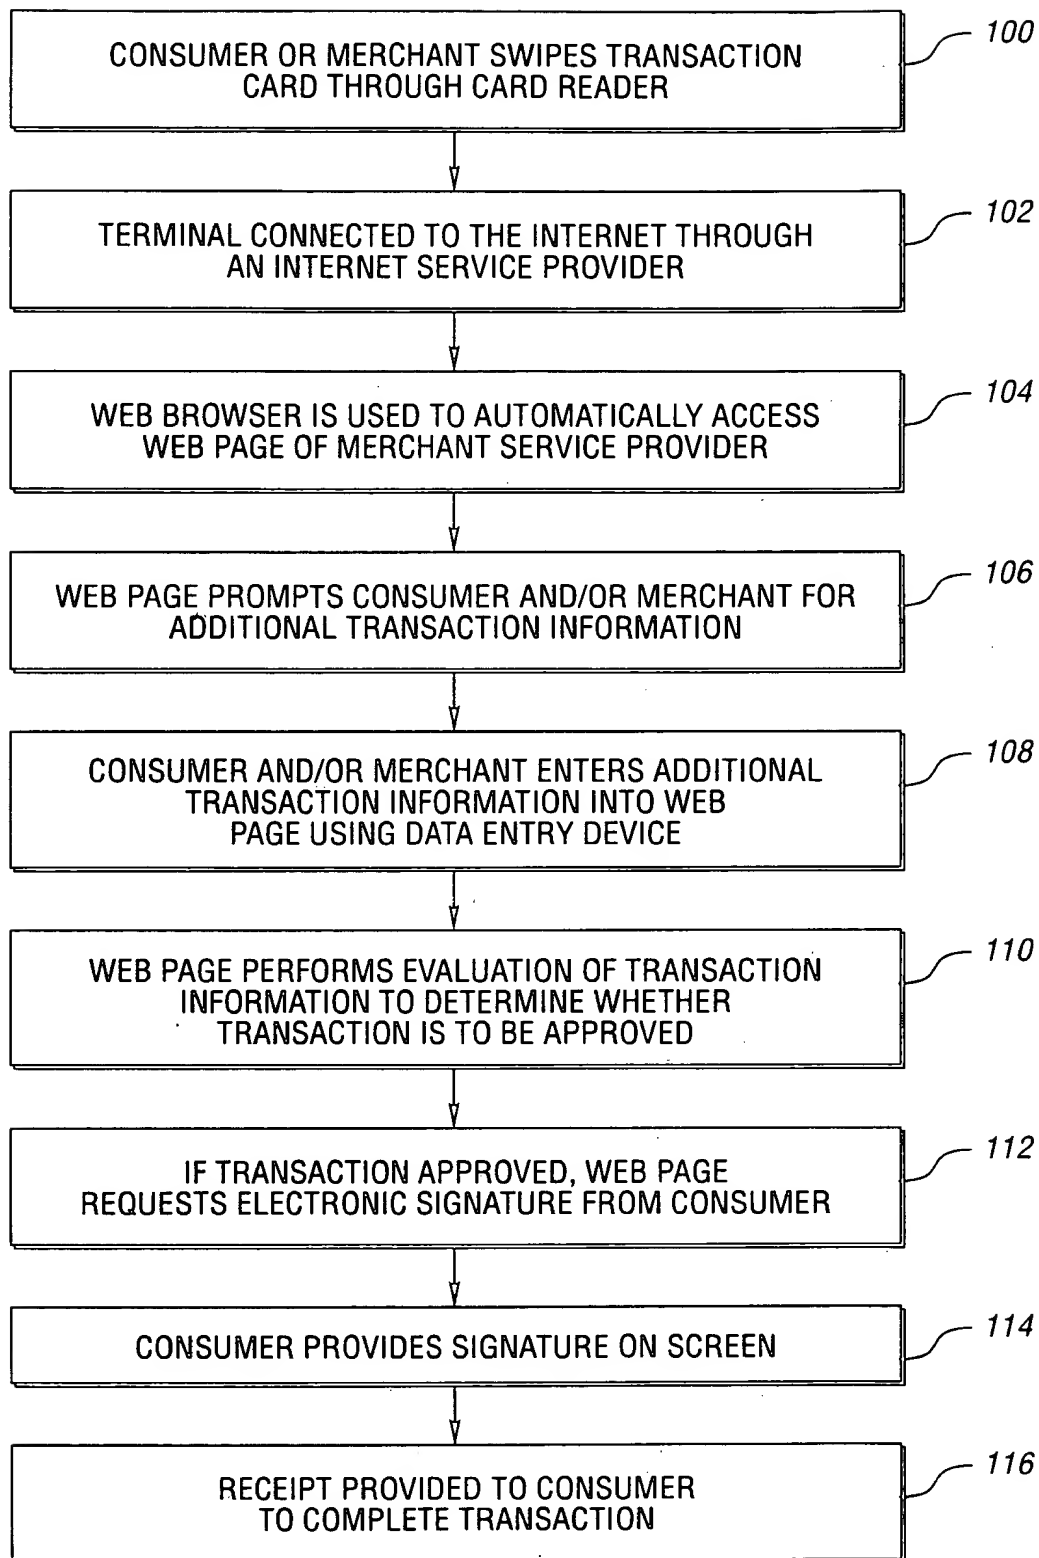 CONSUMER OR MERCHANT SWIPES TRANSACTION
CARD THROUGH CARD READER
100
TERMINAL CONNECTED TO THE INTERNET THROUGH
AN INTERNET SERVICE PROVIDER
102
WEB BROWSER IS USED TO AUTOMATICALLY ACCESS
WEB PAGE OF MERCHANT SERVICE PROVIDER
104
WEB PAGE PROMPTS CONSUMER AND/OR MERCHANT FOR
ADDITIONAL TRANSACTION INFORMATION
106
CONSUMER AND/OR MERCHANT ENTERS ADDITIONAL
TRANSACTION INFORMATION INTO WEB
PAGE USING DATA ENTRY DEVICE
108
WEB PAGE PERFORMS EVALUATION OF TRANSACTION
INFORMATION TO DETERMINE WHETHER
TRANSACTION IS TO BE APPROVED
110
IF TRANSACTION APPROVED, WEB PAGE
REQUESTS ELECTRONIC SIGNATURE FROM CONSUMER
112
CONSUMER PROVIDES SIGNATURE ON SCREEN
114
RECEIPT PROVIDED TO CONSUMER
TO COMPLETE TRANSACTION
116